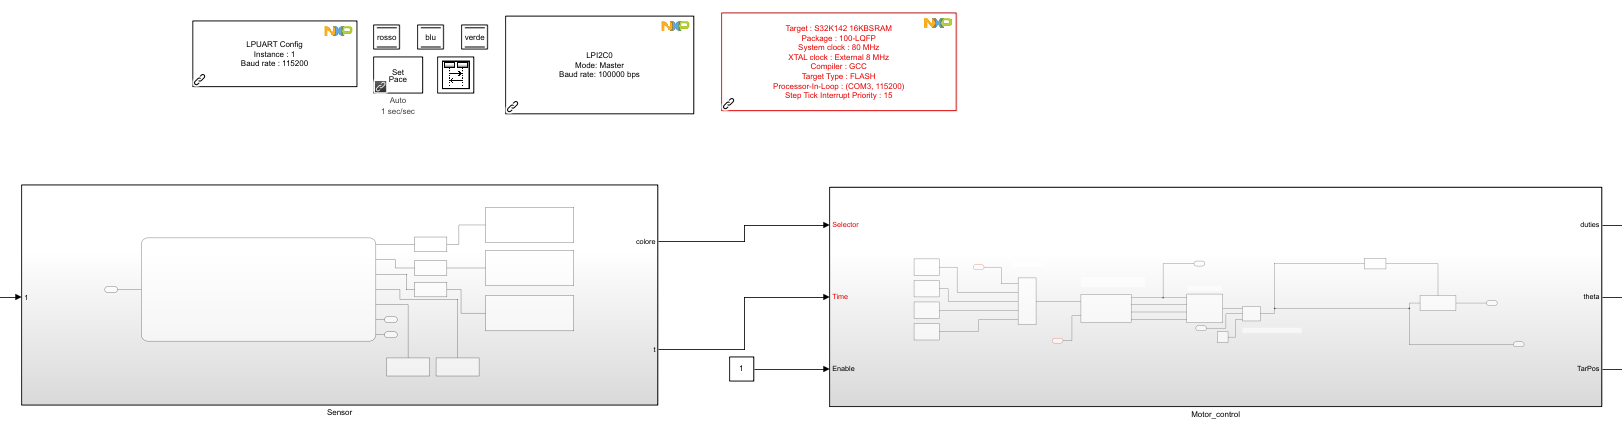 NXP
LPUART Config
Instance : 1
Baud rate : 115200
rosso
blu
verde
Set
Pace
Auto
1 sec/sec
NXP
LPI2C0
Mode: Master
Baud rate: 100000 bps
NXP
Target : S32K142 16KBSRAM
Package : 100-LQFP
System clock : 80 MHz
XTAL clock : External 8 MHz
Compiler : GCC
Target Type : FLASH
Processor-In-Loop : (COM3, 115200)
Step Tick Interrupt Priority : 15
1
colore
t
Sensor
1
Selector
Time
Enable
duties
theta
TarPos
Motor_control